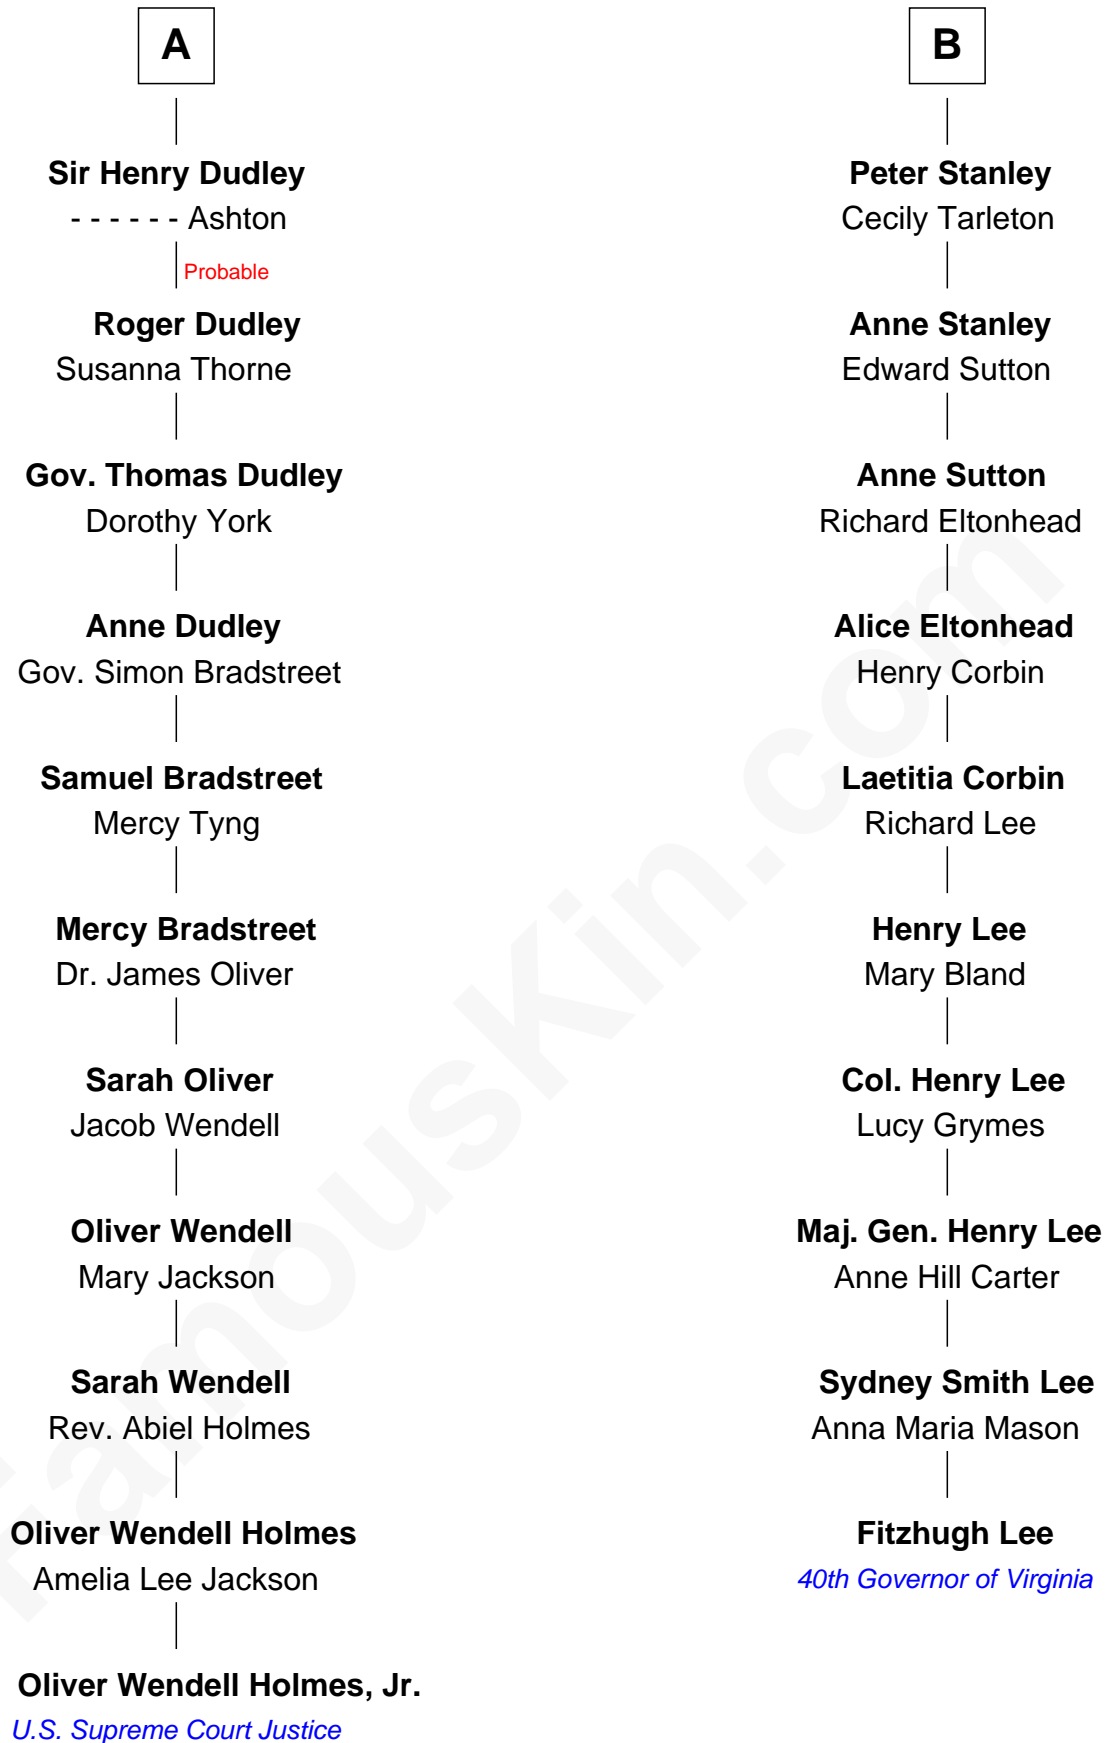 A
Sir Henry Dudley
- - - - - - Ashton
Probable
Roger Dudley
Susanna Thorne
Gov. Thomas Dudley
Dorothy York
Anne Dudley
Gov. Simon Bradstreet
Samuel Bradstreet
Mercy Tyng
Mercy Bradstreet
Dr. James Oliver
Sarah Oliver
Jacob Wendell
Oliver Wendell
Mary Jackson
Sarah Wendell
Rev. Abiel Holmes
Oliver Wendell Holmes
Amelia Lee Jackson
Oliver Wendell Holmes, Jr.
U.S. Supreme Court Justice
B
Peter Stanley
Cecily Tarleton
Anne Stanley
Edward Sutton
Anne Sutton
Richard Eltonhead
Alice Eltonhead
Henry Corbin
Laetitia Corbin
Richard Lee
Henry Lee
Mary Bland
Col. Henry Lee
Lucy Grymes
Maj. Gen. Henry Lee
Anne Hill Carter
Sydney Smith Lee
Anna Maria Mason
Fitzhugh Lee
40th Governor of Virginia
FamousKin.com